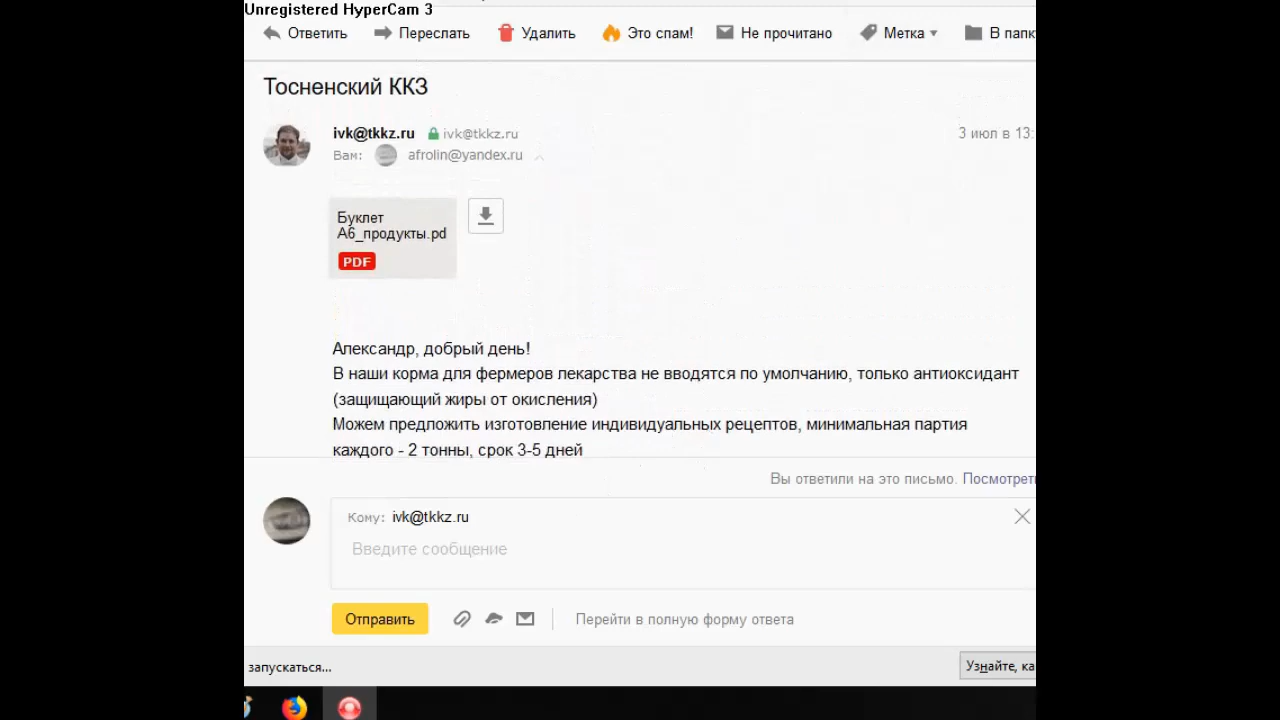 Unregistered HyperCam 3
Ответить Переслать Удалить Это спам! Не прочитано Метка В папк
Тосненский ККЗ
ivk@tkkz.ru ivk@tkkz.ru 3 июл в 13:
Вам: afrolin@yandex.ru
Буклет
А6_продукты.pd
PDF
Александр, добрый день!
В наши корма для фермеров лекарства не вводятся по умолчанию, только антиоксидант
(защищающий жиры от окисления)
Можем предложить изготовление индивидуальных рецептов, минимальная партия
каждого - 2 тонны, срок 3-5 дней
Вы ответили на это письмо. Посмотреть
Кому: ivk@tkkz.ru
Введите сообщение
Отправить Перейти в полную форму ответа
запускаться... Узнайте, ка